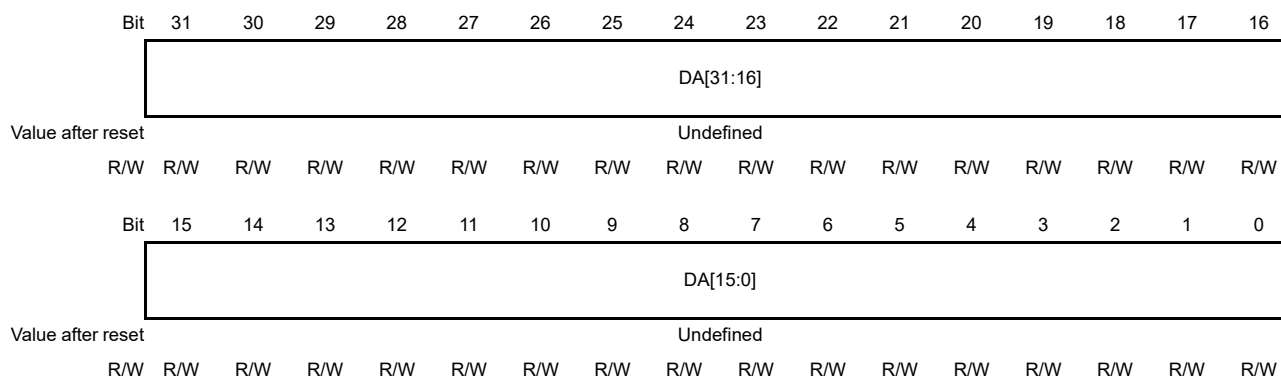 Bit 31 30 29 28 27 26 25 24 23 22 21 20 19 18 17 16
DA[31:16]
Value after reset Undefined
R/W R/W R/W R/W R/W R/W R/W R/W R/W R/W R/W R/W R/W R/W R/W R/W R/W
Bit 15 14 13 12 11 10 9 8 7 6 5 4 3 2 1 0
DA[15:0]
Value after reset Undefined
R/W R/W R/W R/W R/W R/W R/W R/W R/W R/W R/W R/W R/W R/W R/W R/W R/W